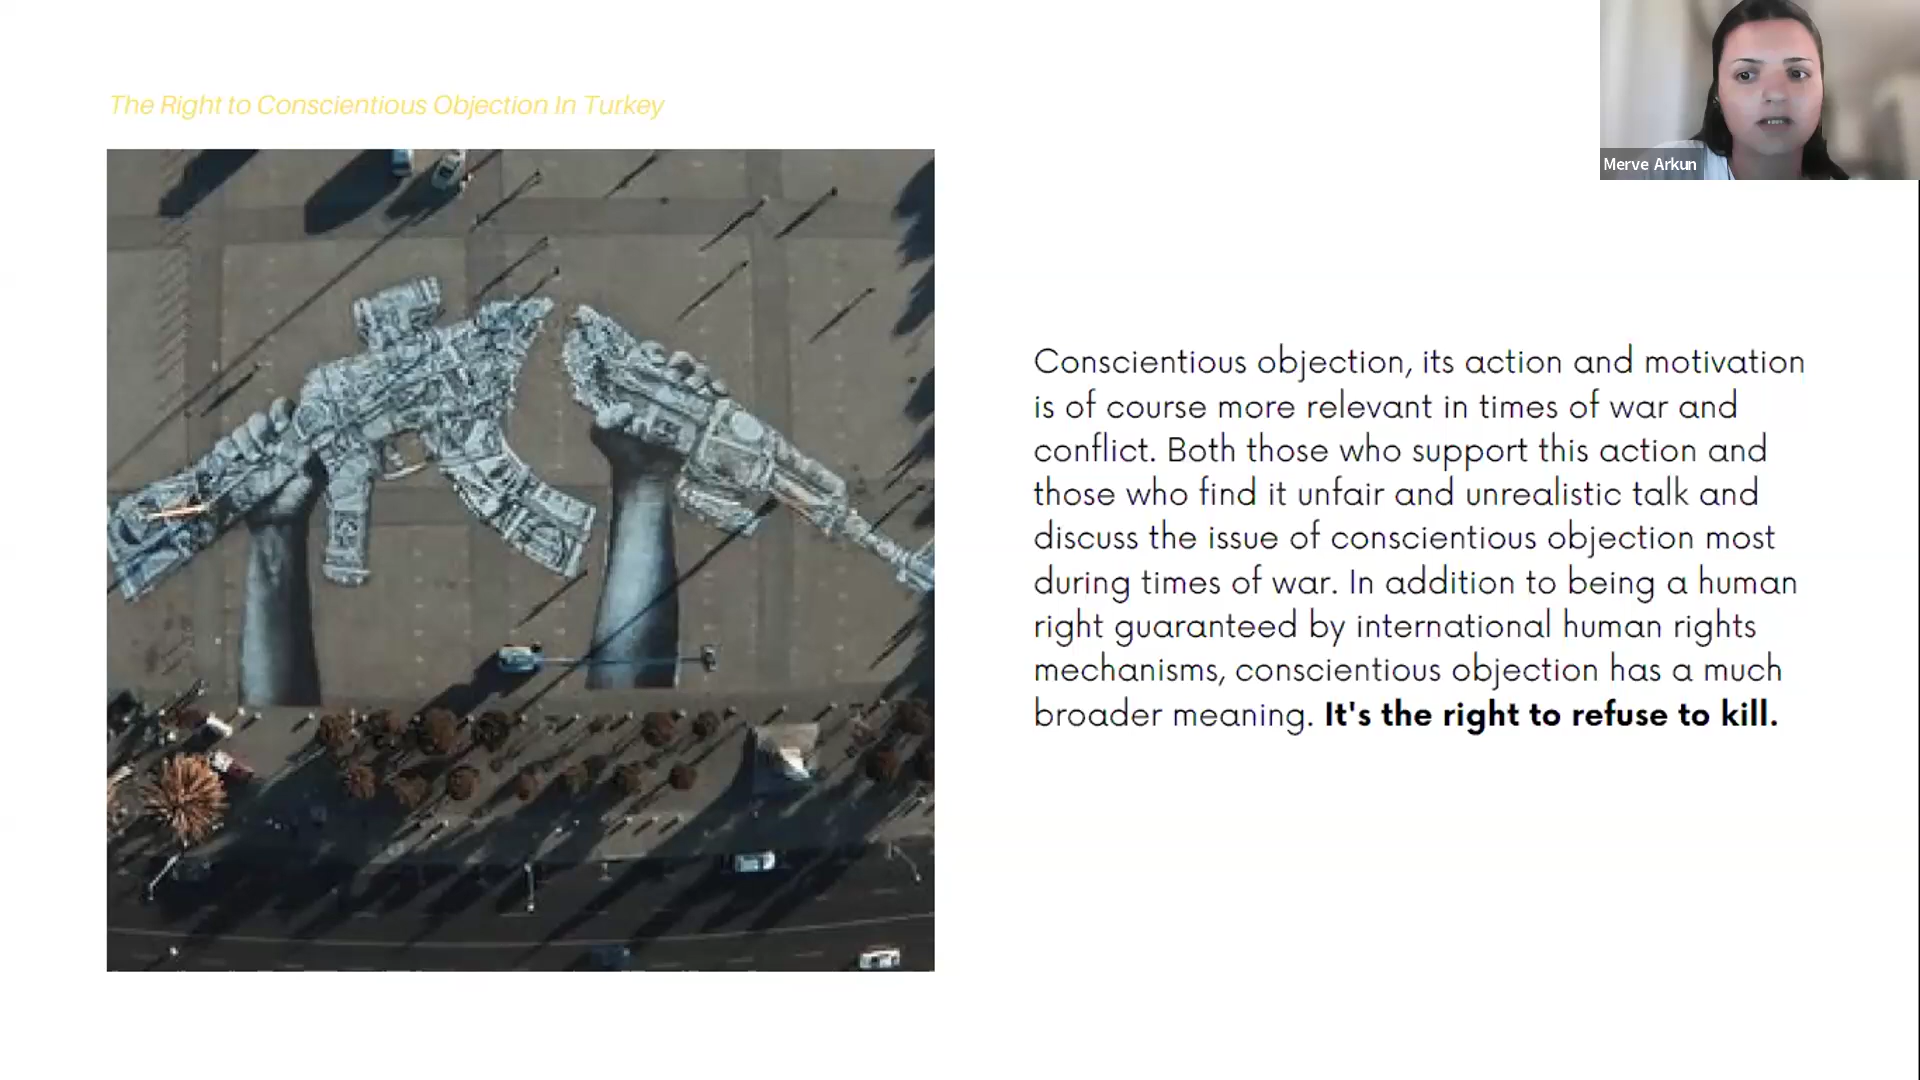 The Right to Conscientious Objection In Turkey
Merve Arkun
Conscientious objection, its action and motivation
is of course more relevant in times of war and
conflict. Both those who support this action and
those who find it unfair and unrealistic talk and
discuss the issue of conscientious objection most
during times of war. In addition to being a human
right guaranteed by international human rights
mechanisms, conscientious objection has a much
broader meaning. It's the right to refuse to kill.